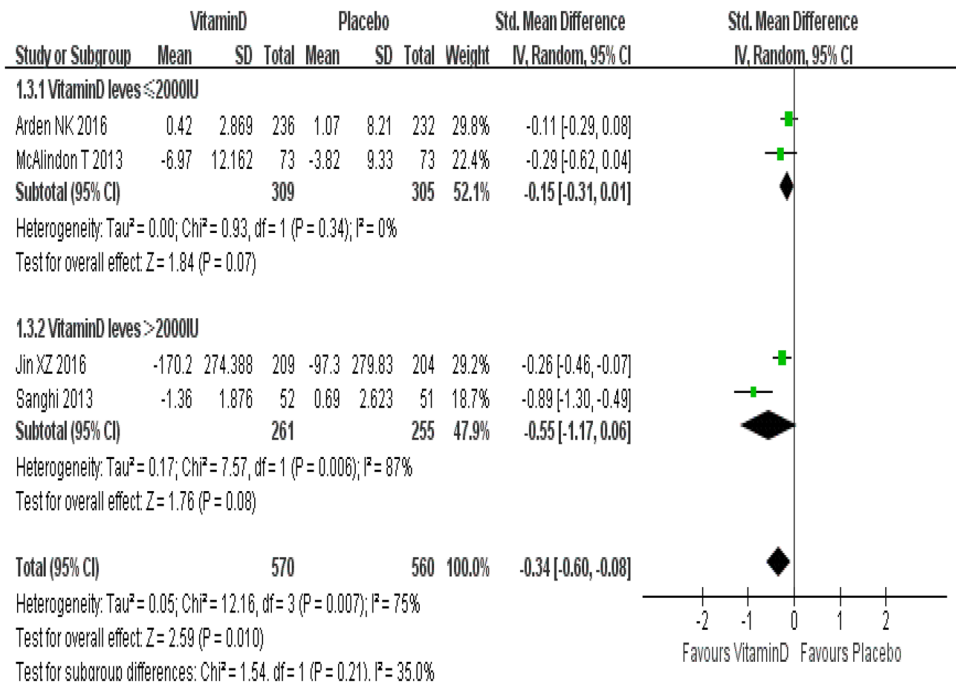 VitaminD Placebo Std. Mean Difference Std. Mean Difference
Study or Subgroup Mean SD Total Mean SD Total Weight IV, Random, 95% CI IV, Random, 95% CI
1.3.1 VitaminD leves≤2000IU
Arden NK 2016 0.42 2.869 236 1.07 8.21 232 29.8% -0.11 [-0.29, 0.08]
McAlindon T 2013 -6.97 12.162 73 -3.82 9.33 73 22.4% -0.29 [-0.62, 0.04]
Subtotal (95% CI) 309 305 52.1% -0.15 [-0.31, 0.01]
Heterogeneity: Tau² = 0.00; Chi² = 0.93, df = 1 (P = 0.34); I² = 0%
Test for overall effect: Z = 1.84 (P = 0.07)
1.3.2 VitaminD leves>2000IU
Jin XZ 2016 -170.2 274.388 209 -97.3 279.83 204 29.2% -0.26 [-0.46, -0.07]
Sanghi 2013 -1.36 1.876 52 0.69 2.623 51 18.7% -0.89 [-1.30, -0.49]
Subtotal (95% CI) 261 255 47.9% -0.55 [-1.17, 0.06]
Heterogeneity: Tau² = 0.17; Chi² = 7.57, df = 1 (P = 0.006); I² = 87%
Test for overall effect: Z = 1.76 (P = 0.08)
Total (95% CI) 570 560 100.0% -0.34 [-0.60, -0.08]
Heterogeneity: Tau² = 0.05; Chi² = 12.16, df = 3 (P = 0.007); I² = 75%
Test for overall effect: Z = 2.59 (P = 0.010)
Test for subgroup differences: Chi² = 1.54, df = 1 (P = 0.21), I² = 35.0%
-2 -1 0 1 2
Favours VitaminD Favours Placebo